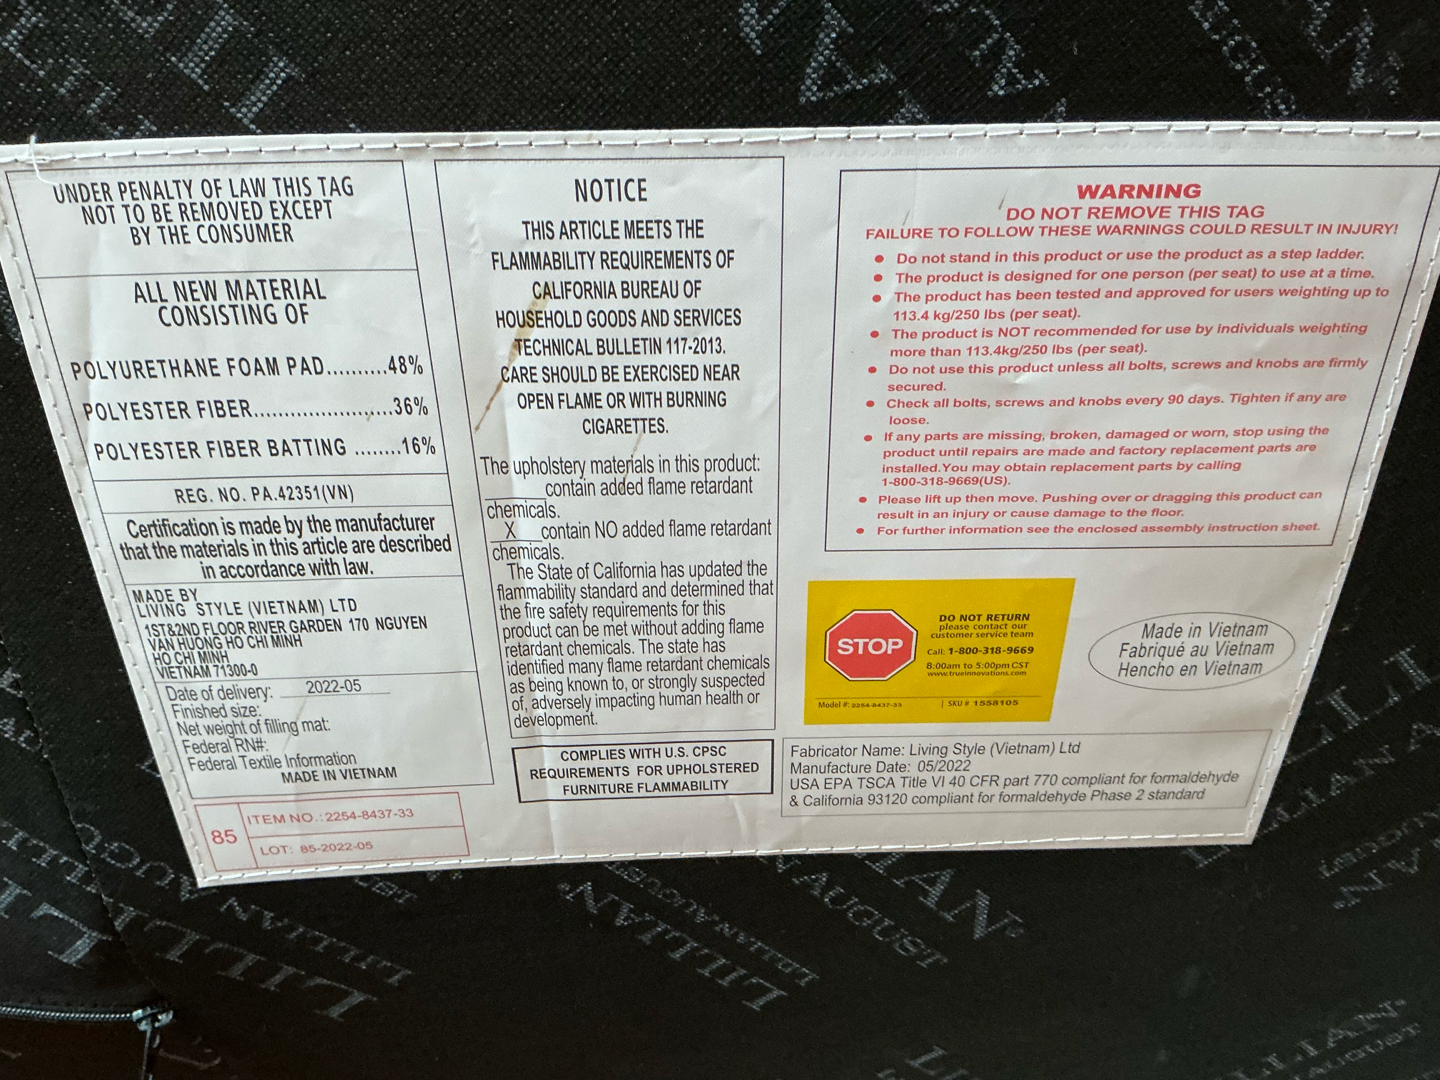 UNDER PENALTY OF LAW THIS TAG
NOT TO BE REMOVED EXCEPT
BY THE CONSUMER
ALL NEW MATERIAL
CONSISTING OF
POLYURETHANE FOAM PAD..........48%
POLYESTER FIBER.......................36%
POLYESTER FIBER BATTING ........16%
REG. NO. PA.42351(VN)
Certification is made by the manufacturer
that the materials in this article are described
in accordance with law.
MADE BY
LIVING STYLE (VIETNAM) LTD
1ST&2ND FLOOR RIVER GARDEN 170 NGUYEN
VAN HUONG HO CHI MINH
HO CHI MINH
VIETNAM 71300-0
Date of delivery: 2022-05
Finished size:
Net weight of filling mat:
Federal RN#:
Federal Textile Information
MADE IN VIETNAM
85
ITEM NO.:2254-8437-33
LOT: 85-2022-05
NOTICE
THIS ARTICLE MEETS THE
FLAMMABILITY REQUIREMENTS OF
CALIFORNIA BUREAU OF
HOUSEHOLD GOODS AND SERVICES
TECHNICAL BULLETIN 117-2013.
CARE SHOULD BE EXERCISED NEAR
OPEN FLAME OR WITH BURNING
CIGARETTES.
The upholstery materials in this product:
contain added flame retardant
chemicals.
X contain NO added flame retardant
chemicals.
The State of California has updated the
flammability standard and determined that
the fire safety requirements for this
product can be met without adding flame
retardant chemicals. The state has
identified many flame retardant chemicals
as being known to, or strongly suspected
of, adversely impacting human health or
development.
COMPLIES WITH U.S. CPSC
REQUIREMENTS FOR UPHOLSTERED
FURNITURE FLAMMABILITY
WARNING
DO NOT REMOVE THIS TAG
FAILURE TO FOLLOW THESE WARNINGS COULD RESULT IN INJURY!
• Do not stand in this product or use the product as a step ladder.
• The product is designed for one person (per seat) to use at a time.
• The product has been tested and approved for users weighting up to
113.4 kg/250 lbs (per seat).
• The product is NOT recommended for use by individuals weighting
more than 113.4kg/250 lbs (per seat).
• Do not use this product unless all bolts, screws and knobs are firmly
secured.
• Check all bolts, screws and knobs every 90 days. Tighten if any are
loose.
• If any parts are missing, broken, damaged or worn, stop using the
product until repairs are made and factory replacement parts are
installed.You may obtain replacement parts by calling
1-800-318-9669(US).
• Please lift up then move. Pushing over or dragging this product can
result in an injury or cause damage to the floor.
• For further information see the enclosed assembly instruction sheet.
STOP
DO NOT RETURN
please contact our
customer service team
Call: 1-800-318-9669
8:00am to 5:00pm CST
www.trueinnovations.com
Model #: 2254-8437-33 | SKU # 1558105
Made in Vietnam
Fabriqué au Vietnam
Hencho en Vietnam
Fabricator Name: Living Style (Vietnam) Ltd
Manufacture Date: 05/2022
USA EPA TSCA Title VI 40 CFR part 770 compliant for formaldehyde
& California 93120 compliant for formaldehyde Phase 2 standard
LILLIAN AUGUST
LILLIAN
LILLIAN AUGUST
AUGUST